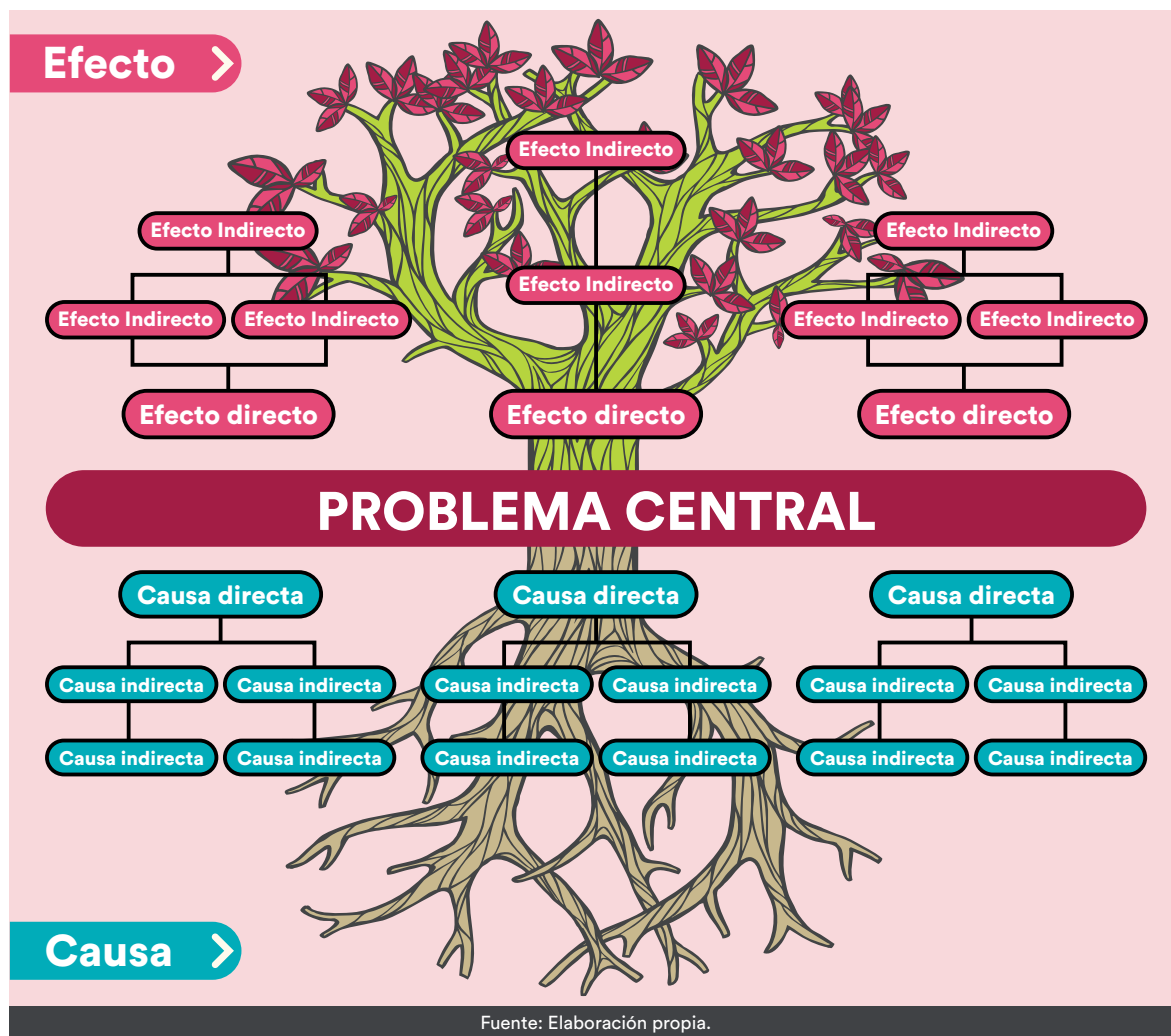 Efecto
Efecto Indirecto
Efecto Indirecto
Efecto Indirecto
Efecto Indirecto
Efecto Indirecto
Efecto Indirecto
Efecto Indirecto
Efecto Indirecto
Efecto directo
Efecto directo
Efecto directo
PROBLEMA CENTRAL
Causa directa
Causa directa
Causa directa
Causa indirecta
Causa indirecta
Causa indirecta
Causa indirecta
Causa indirecta
Causa indirecta
Causa indirecta
Causa indirecta
Causa indirecta
Causa indirecta
Causa indirecta
Causa indirecta
Causa
Fuente: Elaboración propia.